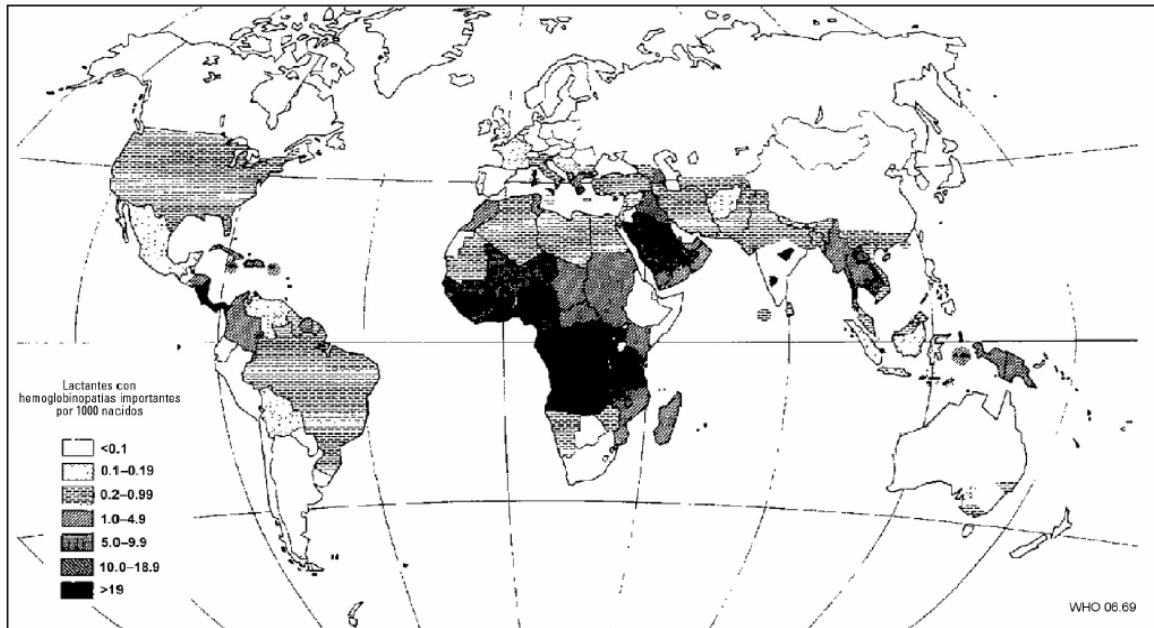 Lactantes con
hemoglobinopatías importantes
por 1000 nacidos
<0.1
0.1–0.19
0.2–0.99
1.0–4.9
5.0–9.9
10.0–18.9
>19
WHO 06.69